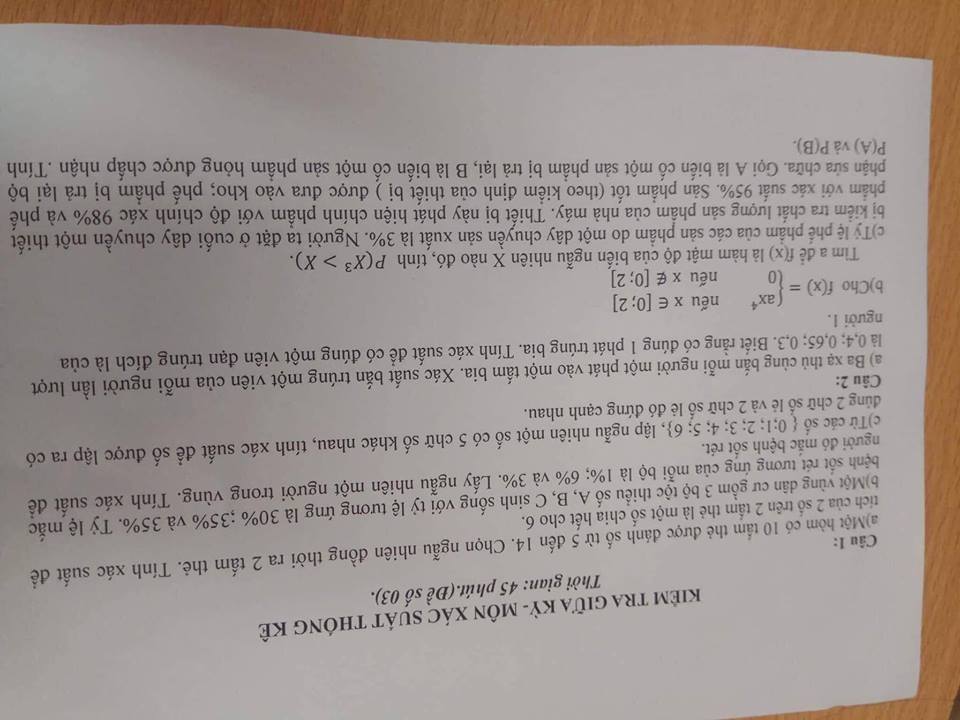 KIỂM TRA GIỮA KỲ- MÔN XÁC SUẤT THỐNG KÊ
Thời gian: 45 phút.(Đề số 03).
Câu 1:
a)Một hòm có 10 tấm thẻ được đánh số từ 5 đến 14. Chọn ngẫu nhiên đồng thời ra 2 tấm thẻ. Tính xác suất để
tích của 2 số trên 2 tấm thẻ là một số chia hết cho 6.
b)Một vùng dân cư gồm 3 bộ tộc thiểu số A, B, C sinh sống với tỷ lệ tương ứng là 30% ;35% và 35%. Tỷ lệ mắc
bệnh sốt rét tương ứng của mỗi bộ là 1%; 6% và 3%. Lấy ngẫu nhiên một người trong vùng. Tính xác suất để
người đó mắc bệnh sốt rét.
c)Từ các số { 0;1; 2; 3; 4; 5; 6}, lập ngẫu nhiên một số có 5 chữ số khác nhau, tính xác suất để số được lập ra có
đúng 2 chữ số lẻ và 2 chữ số lẻ đó đứng cạnh nhau.
Câu 2:
a) Ba xạ thủ cùng bắn mỗi người một phát vào một tấm bia. Xác suất bắn trúng một viên của mỗi người lần lượt
là 0,4; 0,65; 0,3. Biết rằng có đúng 1 phát trúng bia. Tính xác suất để có đúng một viên đạn trúng đích là của
người 1.
b)Cho f(x) = { ax⁴ nếu x ∈ [0; 2]
0 nếu x ∉ [0; 2]
Tìm a để f(x) là hàm mật độ của biến ngẫu nhiên X nào đó, tính P(X³ > X).
c)Tỷ lệ phế phẩm của các sản phẩm do một dây chuyền sản xuất là 3%. Người ta đặt ở cuối dây chuyền một thiết
bị kiểm tra chất lượng sản phẩm của nhà máy. Thiết bị này phát hiện chính phẩm với độ chính xác 98% và phế
phẩm với xác suất 95%. Sản phẩm tốt (theo kiểm định của thiết bị ) được đưa vào kho; phế phẩm bị trả lại bộ
phận sửa chữa. Gọi A là biến cố một sản phẩm bị trả lại, B là biến cố một sản phẩm hỏng được chấp nhận .Tính
P(A) và P(B).